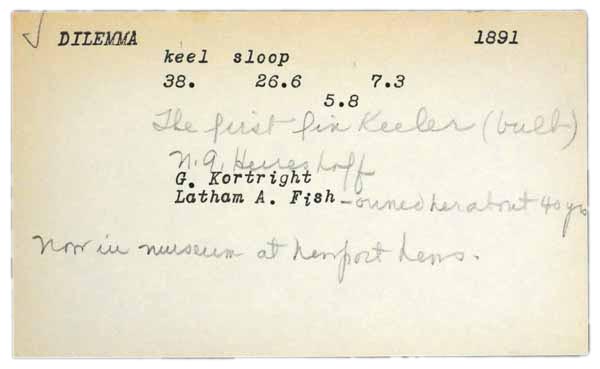 ✓ DILEMMA 1891
keel sloop
38. 26.6 7.3
5.8
The first fin Keeler (bulb)
N.G. Herreshoff
G. Kortright
Latham A. Fish - owned her about 40 yrs
Now in museum at Newport News.